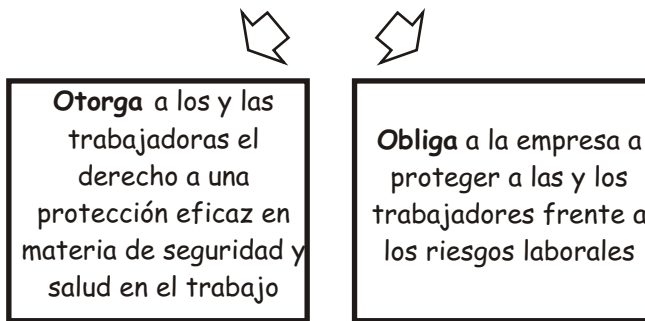 Otorga a los y las
trabajadoras el
derecho a una
protección eficaz en
materia de seguridad y
salud en el trabajo
Obliga a la empresa a
proteger a las y los
trabajadores frente a
los riesgos laborales